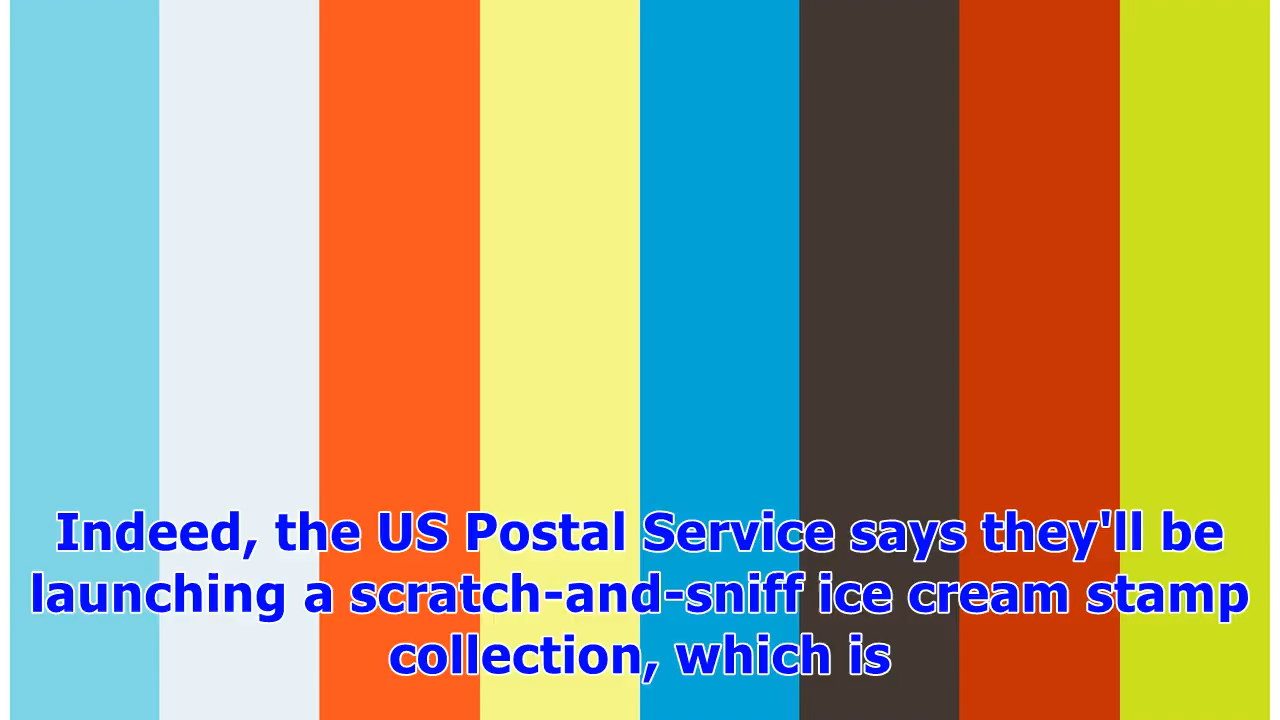 Indeed, the US Postal Service says they'll be
launching a scratch-and-sniff ice cream stamp
collection, which is